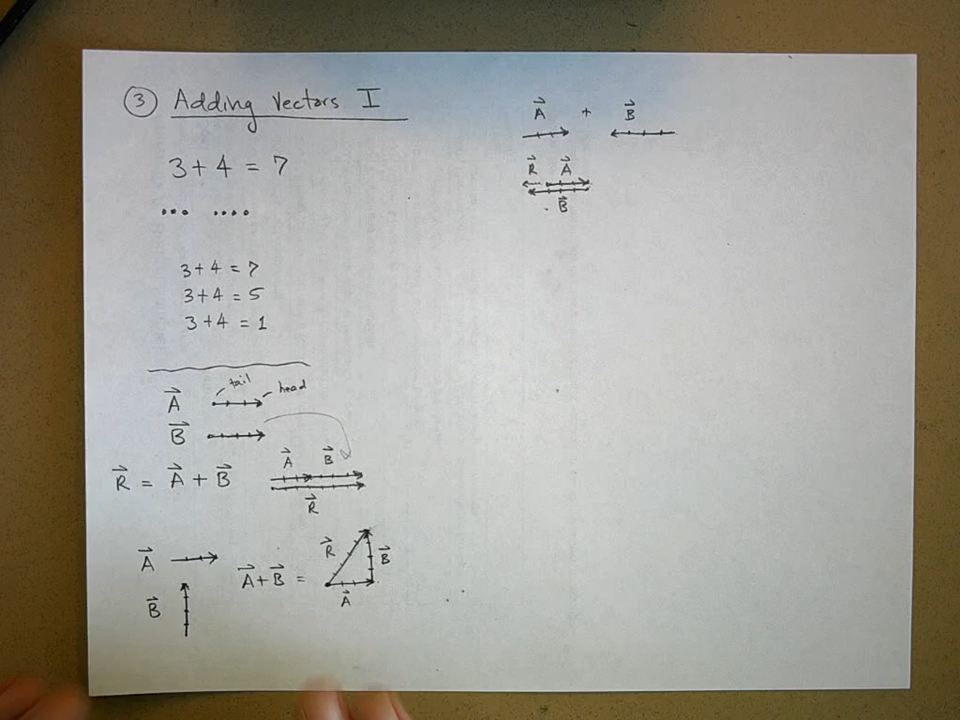 ③ Adding Vectors I
3 + 4 = 7
3 + 4 = 7
3 + 4 = 5
3 + 4 = 1
tail head
A⃗
B⃗
R⃗ = A⃗ + B⃗
A⃗ B⃗
R⃗
A⃗
B⃗
A⃗ + B⃗ =
R⃗ B⃗
A⃗
A⃗ + B⃗
R⃗ A⃗
B⃗